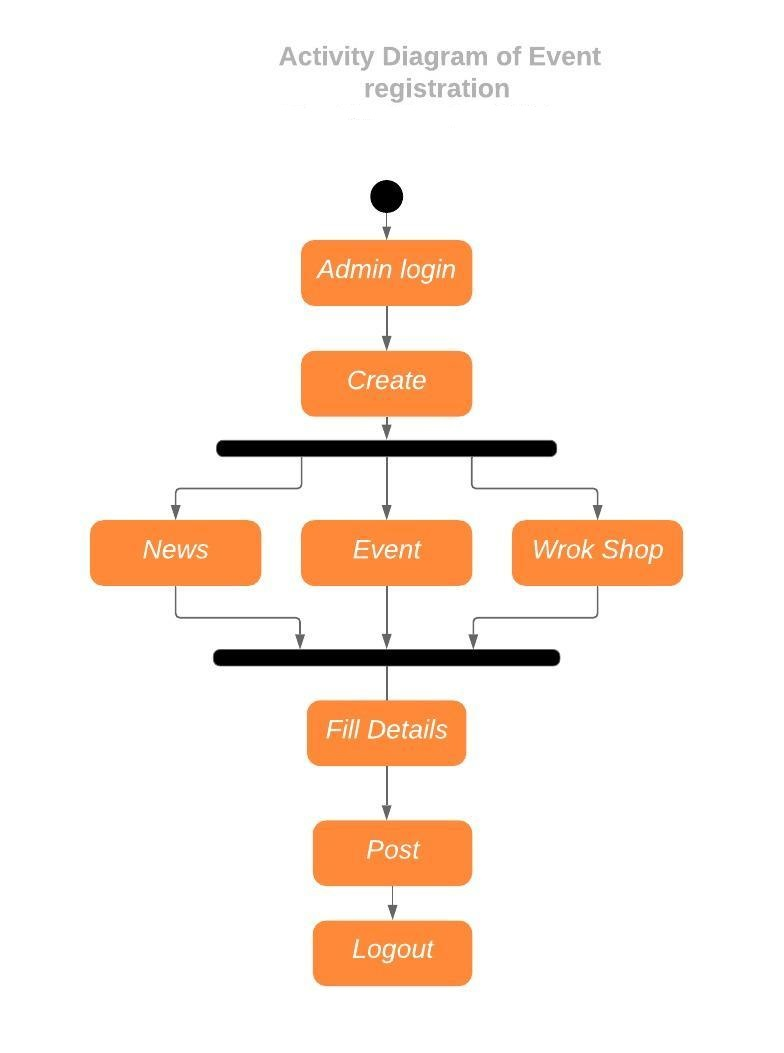 Activity Diagram of Event
registration
Admin login
Create
News
Event
Wrok Shop
Fill Details
Post
Logout